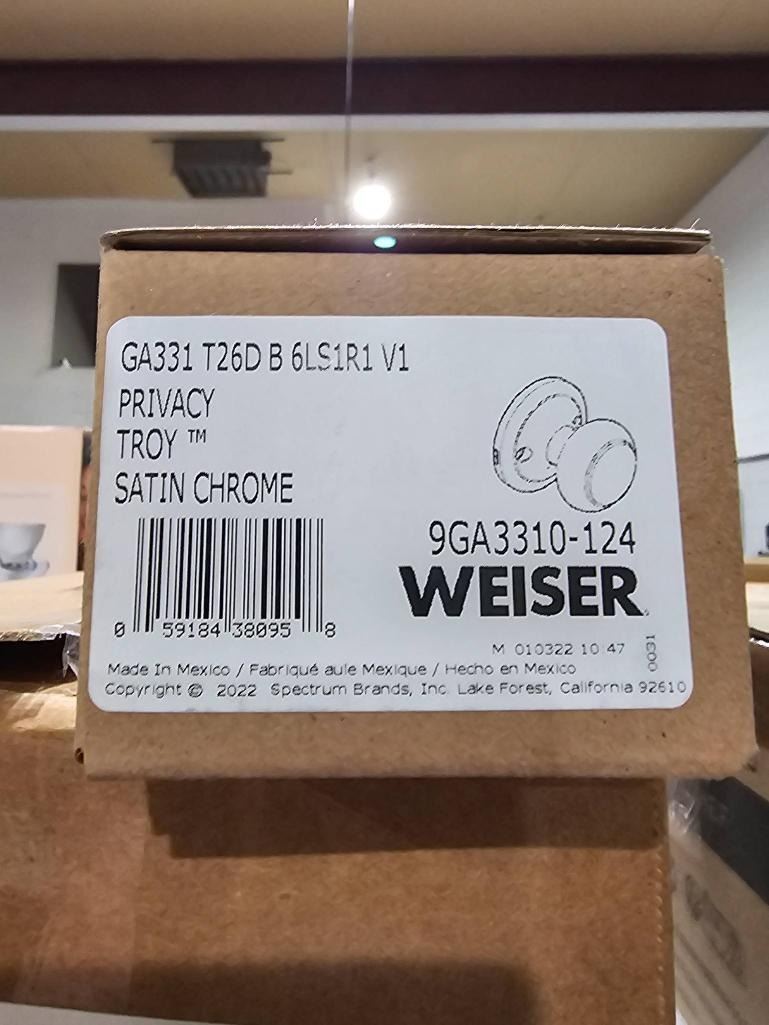 GA331 T26D B 6LS1R1 V1
PRIVACY
TROY ™
SATIN CHROME
9GA3310-124
WEISER
0 59184 38095 8
M 010322 10 47
0031
Made In Mexico / Fabriqué aule Mexique / Hecho en Mexico
Copyright © 2022 Spectrum Brands, Inc. Lake Forest, California 92610